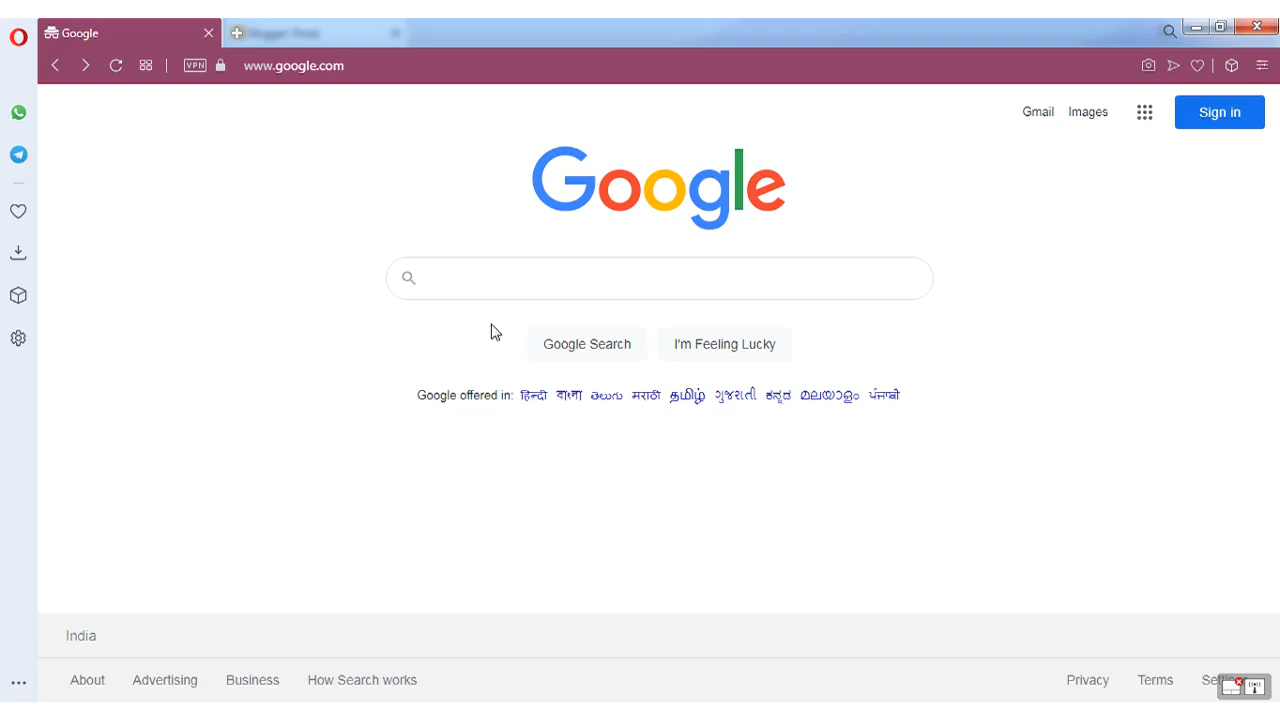 Google
VPN www.google.com
Gmail Images Sign in
Google
Google Search I'm Feeling Lucky
Google offered in: हिन्दी বাংলা తెలుగు मराठी தமிழ் ગુજરાતી ಕನ್ನಡ മലയാളം ਪੰਜਾਬੀ
India
About Advertising Business How Search works Privacy Terms